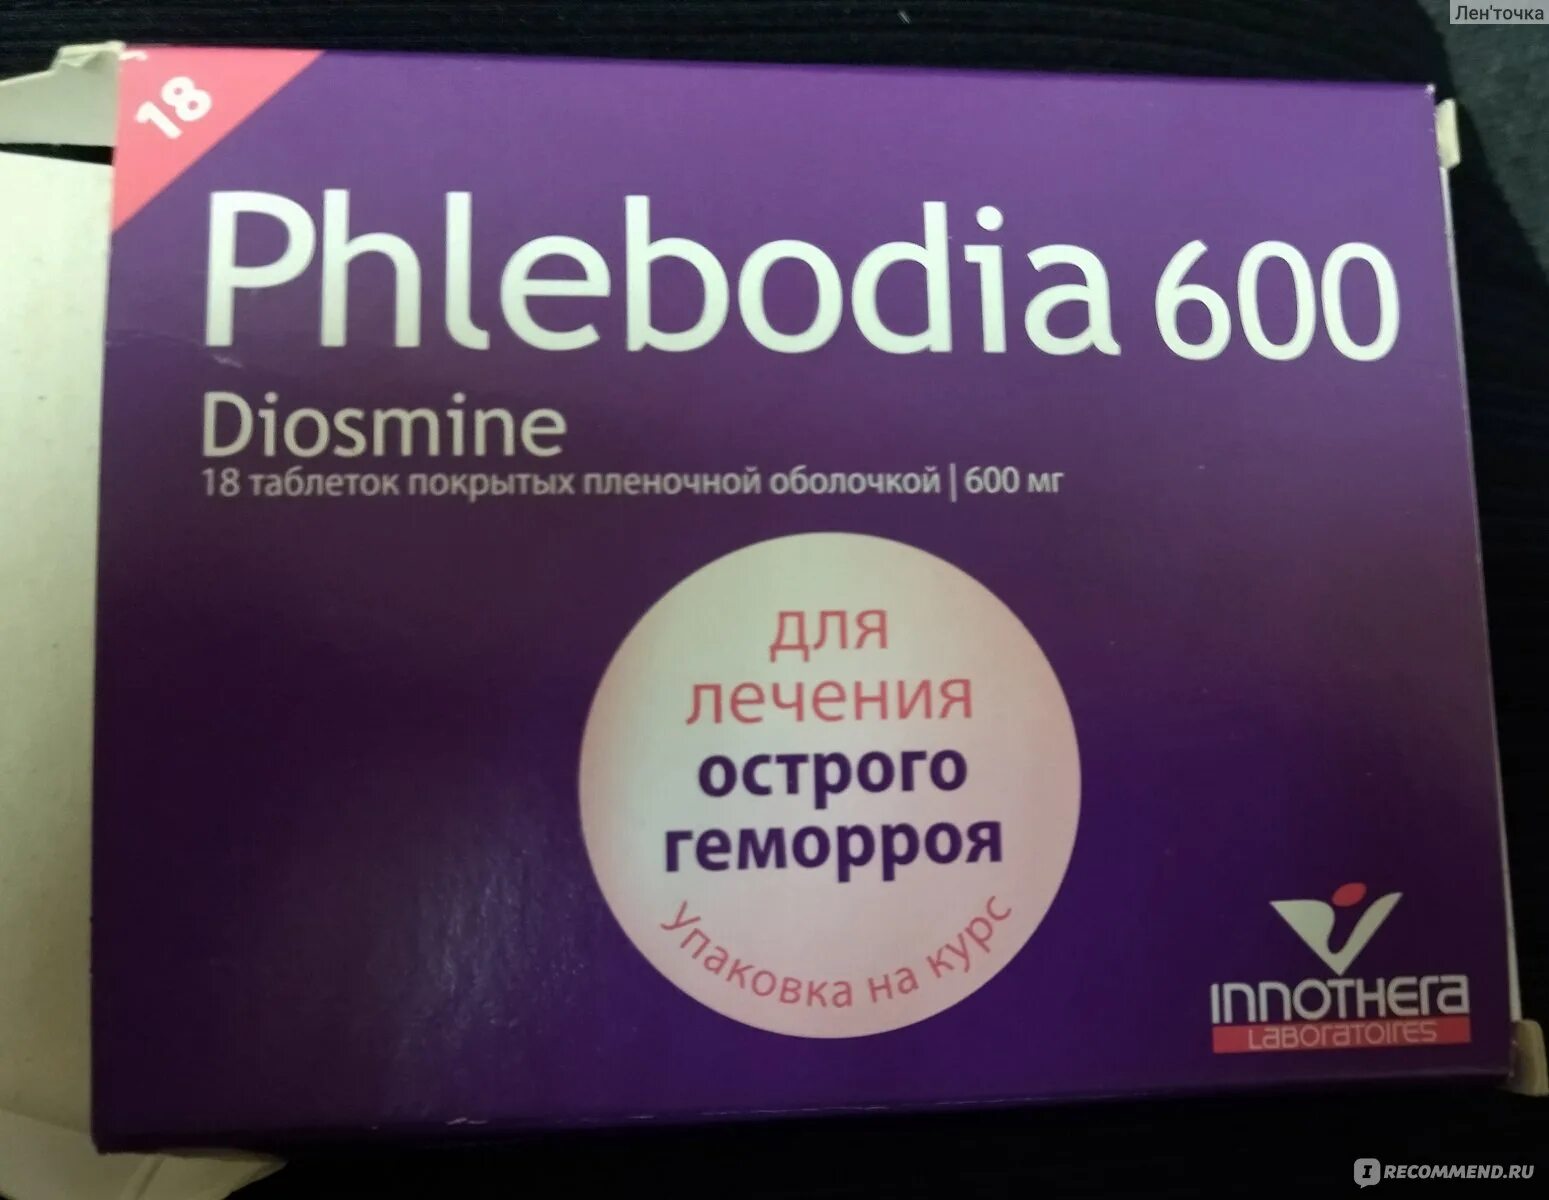 Лен'точка
18
Phlebodia 600
Diosmine
18 таблеток покрытых пленочной оболочкой | 600 мг
для
лечения
острого
геморроя
Упаковка на курс
INNOTHERA
LABORATOIRES
IRECOMMEND.RU